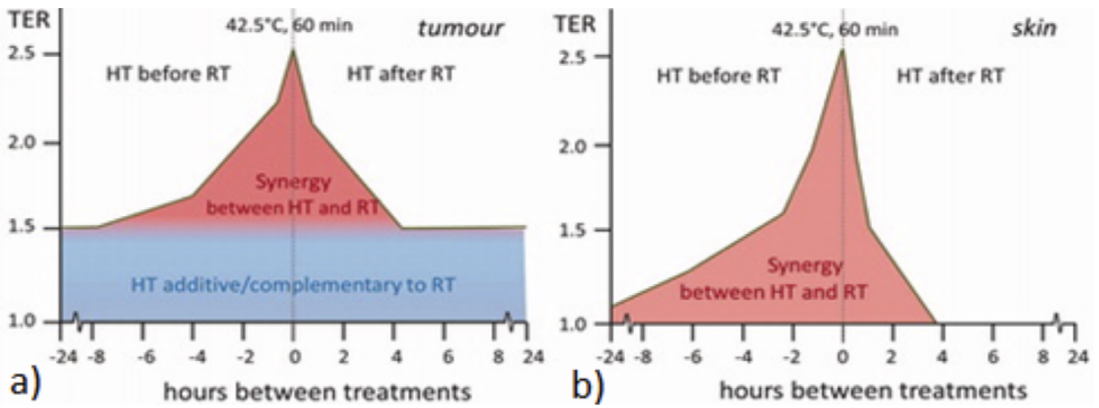 TER
42.5°C, 60 min
tumour
2.5
HT before RT
HT after RT
2.0
Synergy
between HT and RT
1.5
HT additive/complementary to RT
1.0
-24 -8 -6 -4 -2 0 2 4 6 8 24
a)
hours between treatments
TER
42.5°C, 60 min
skin
2.5
HT before RT
HT after RT
2.0
1.5
Synergy
between HT and RT
1.0
-24 -8 -6 -4 -2 0 2 4 6 8 24
b)
hours between treatments